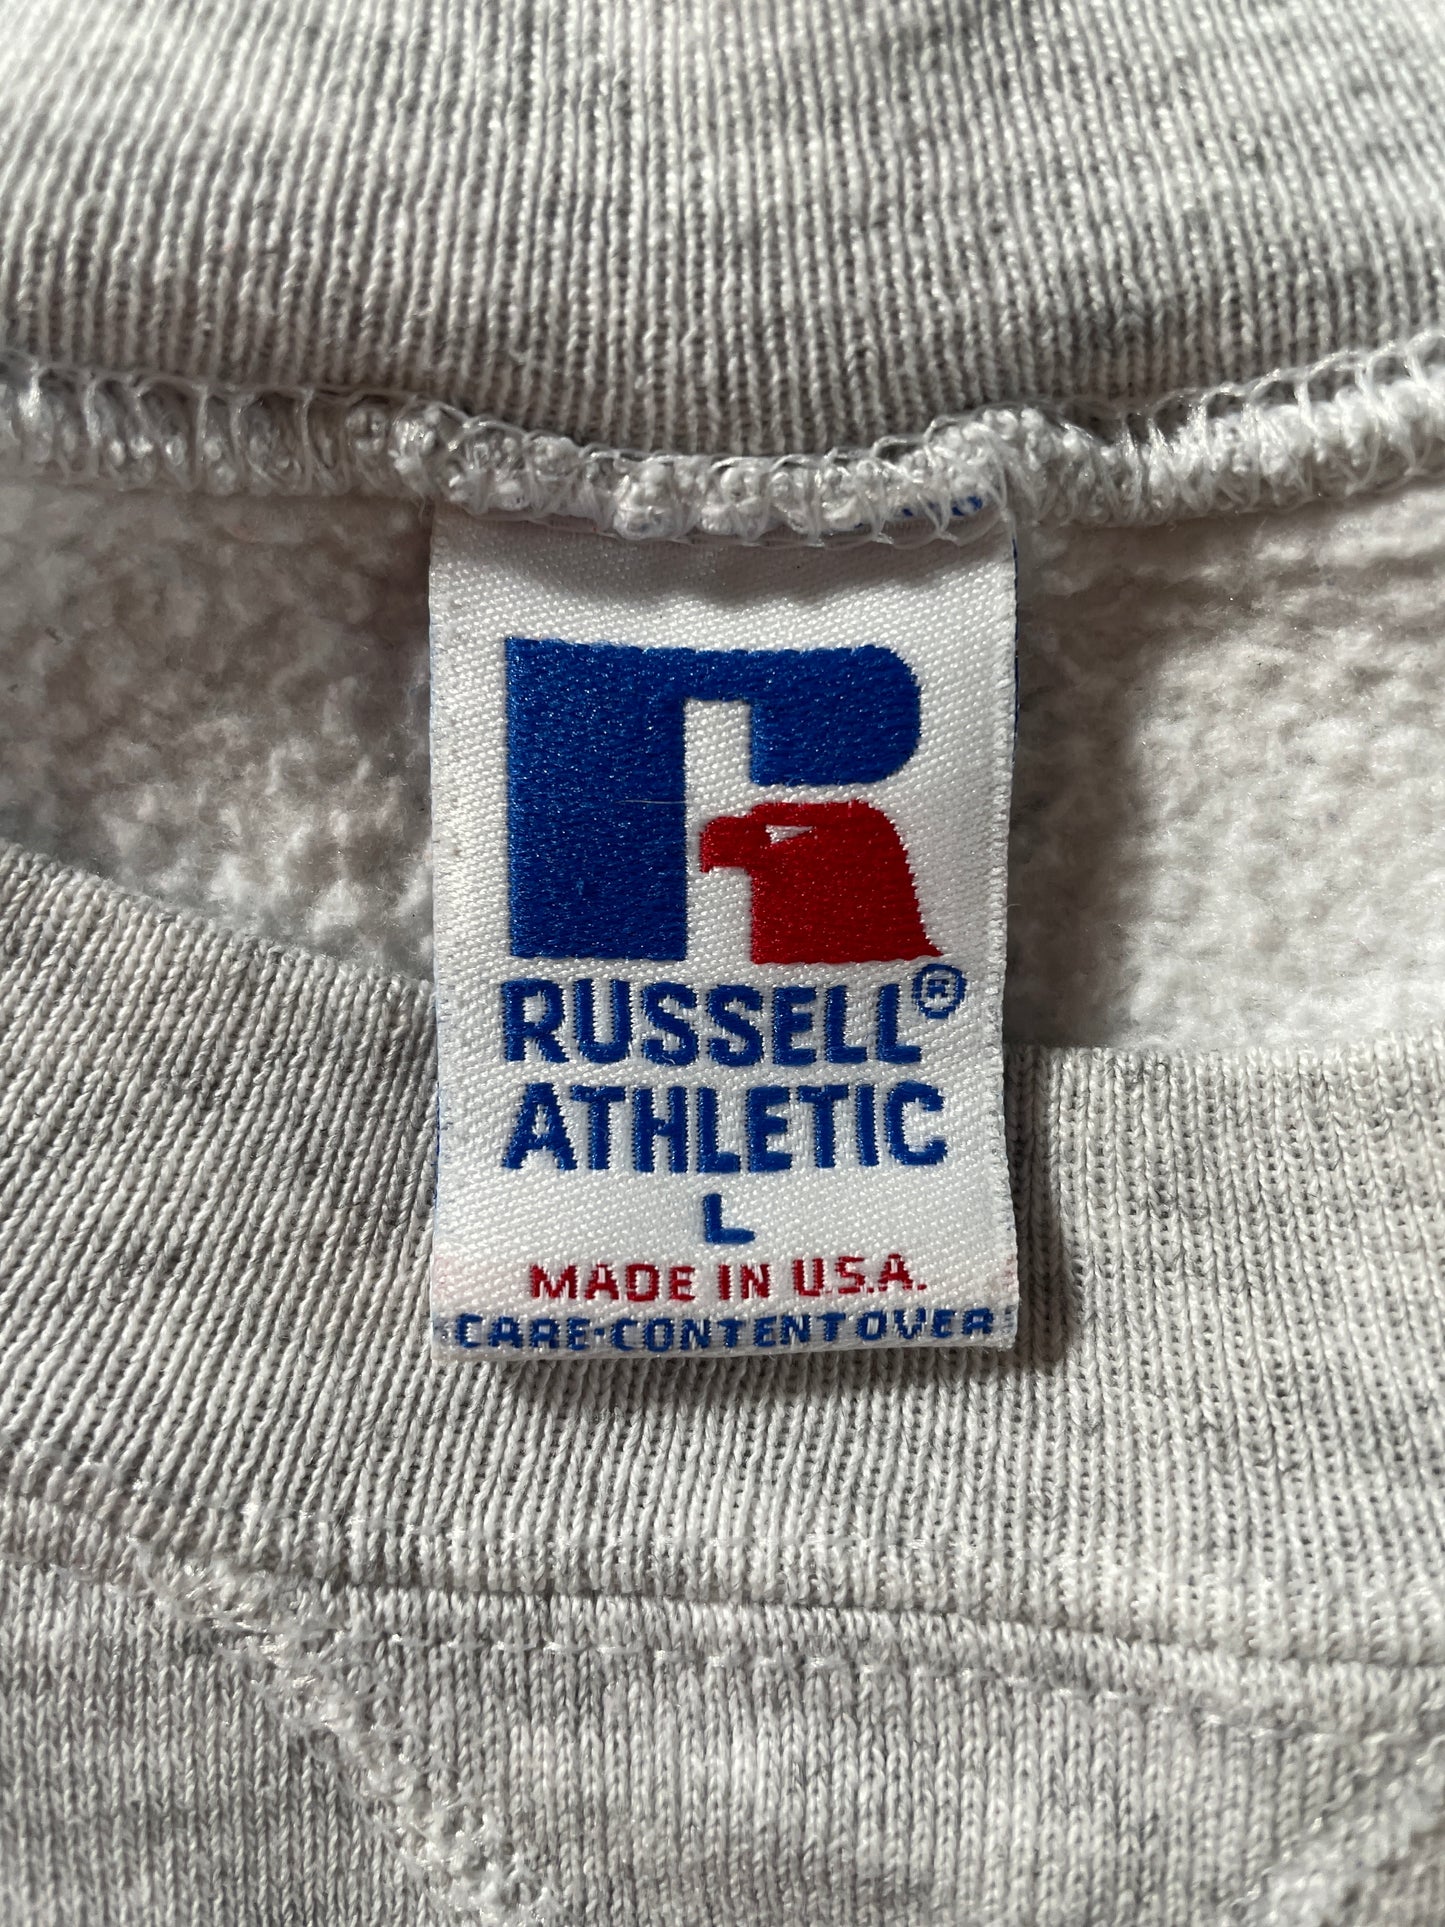 RUSSELL®
ATHLETIC
L
MADE IN U.S.A.
CARE·CONTENT OVER